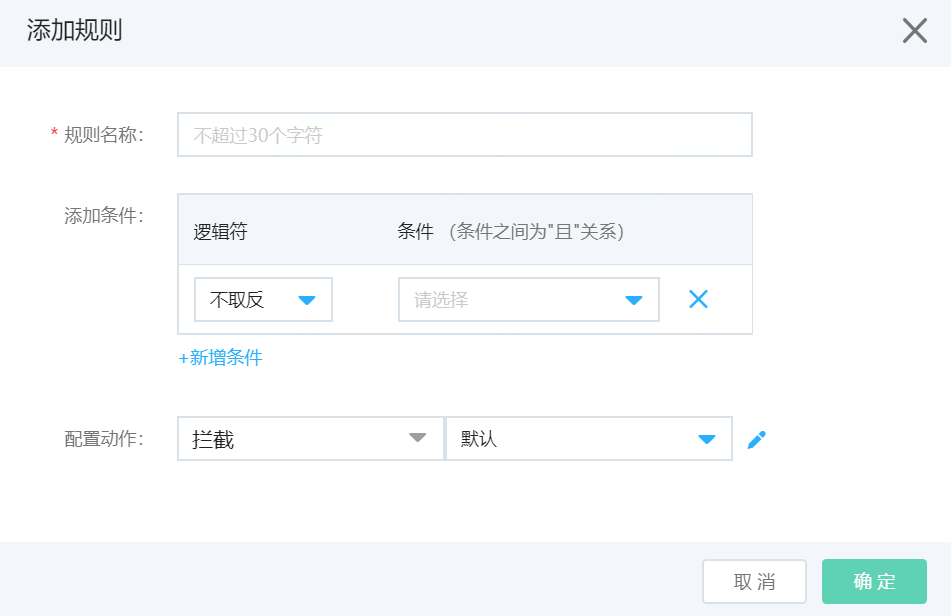 添加规则
* 规则名称：
不超过30个字符
添加条件：
逻辑符 条件 （条件之间为"且"关系）
不取反 请选择
+新增条件
配置动作：
拦截 默认
取 消 确 定